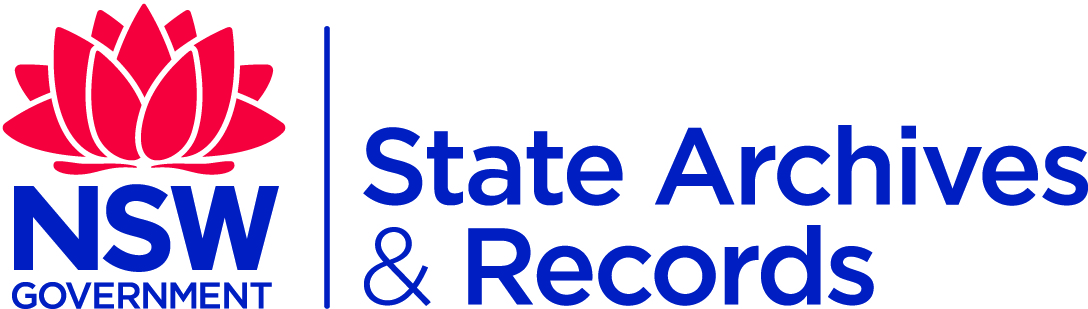 NSW
GOVERNMENT
State Archives
& Records